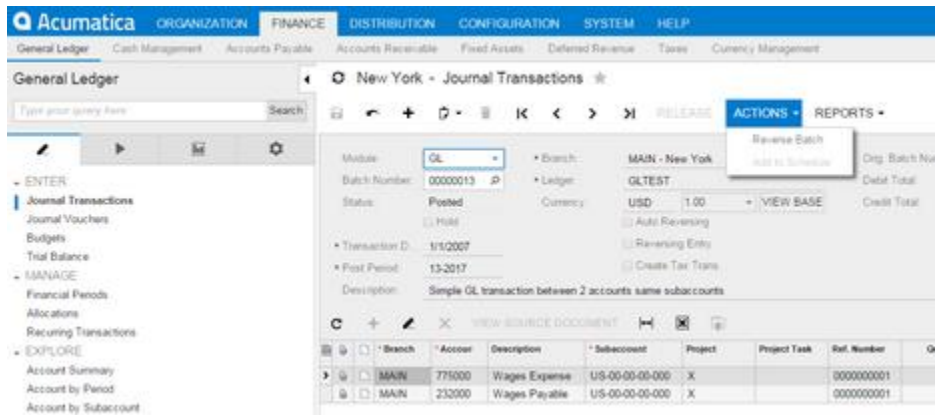 Acumatica ORGANIZATION FINANCE DISTRIBUTION CONFIGURATION SYSTEM HELP
General Ledger Cash Management Accounts Payable Accounts Receivable Fixed Assets Deferred Revenue Taxes Currency Management
General Ledger
New York - Journal Transactions
Type your query here Search
RELEASE ACTIONS REPORTS
Reverse Batch
Add to Schedule
ENTER
Journal Transactions
Journal Vouchers
Budgets
Trial Balance
MANAGE
Financial Periods
Allocations
Recurring Transactions
EXPLORE
Account Summary
Account by Period
Account by Subaccount
Module: GL * Branch: MAIN - New York Orig. Batch Nu
Batch Number: 00000013 * Ledger: GLTEST Debit Total:
Status: Posted Currency: USD 1.00 VIEW BASE Credit Total:
Hold Auto Reversing
* Transaction D... 1/1/2007 Reversing Entry
* Post Period: 13-2017 Create Tax Trans.
Description: Simple GL transaction between 2 accounts same subaccounts
VIEW SOURCE DOCUMENT
* Branch * Accour Description * Subaccount Project Project Task Ref. Number
MAIN 775000 Wages Expense US-00-00-00-000 X 0000000001
MAIN 232000 Wages Payable US-00-00-00-000 X 0000000001